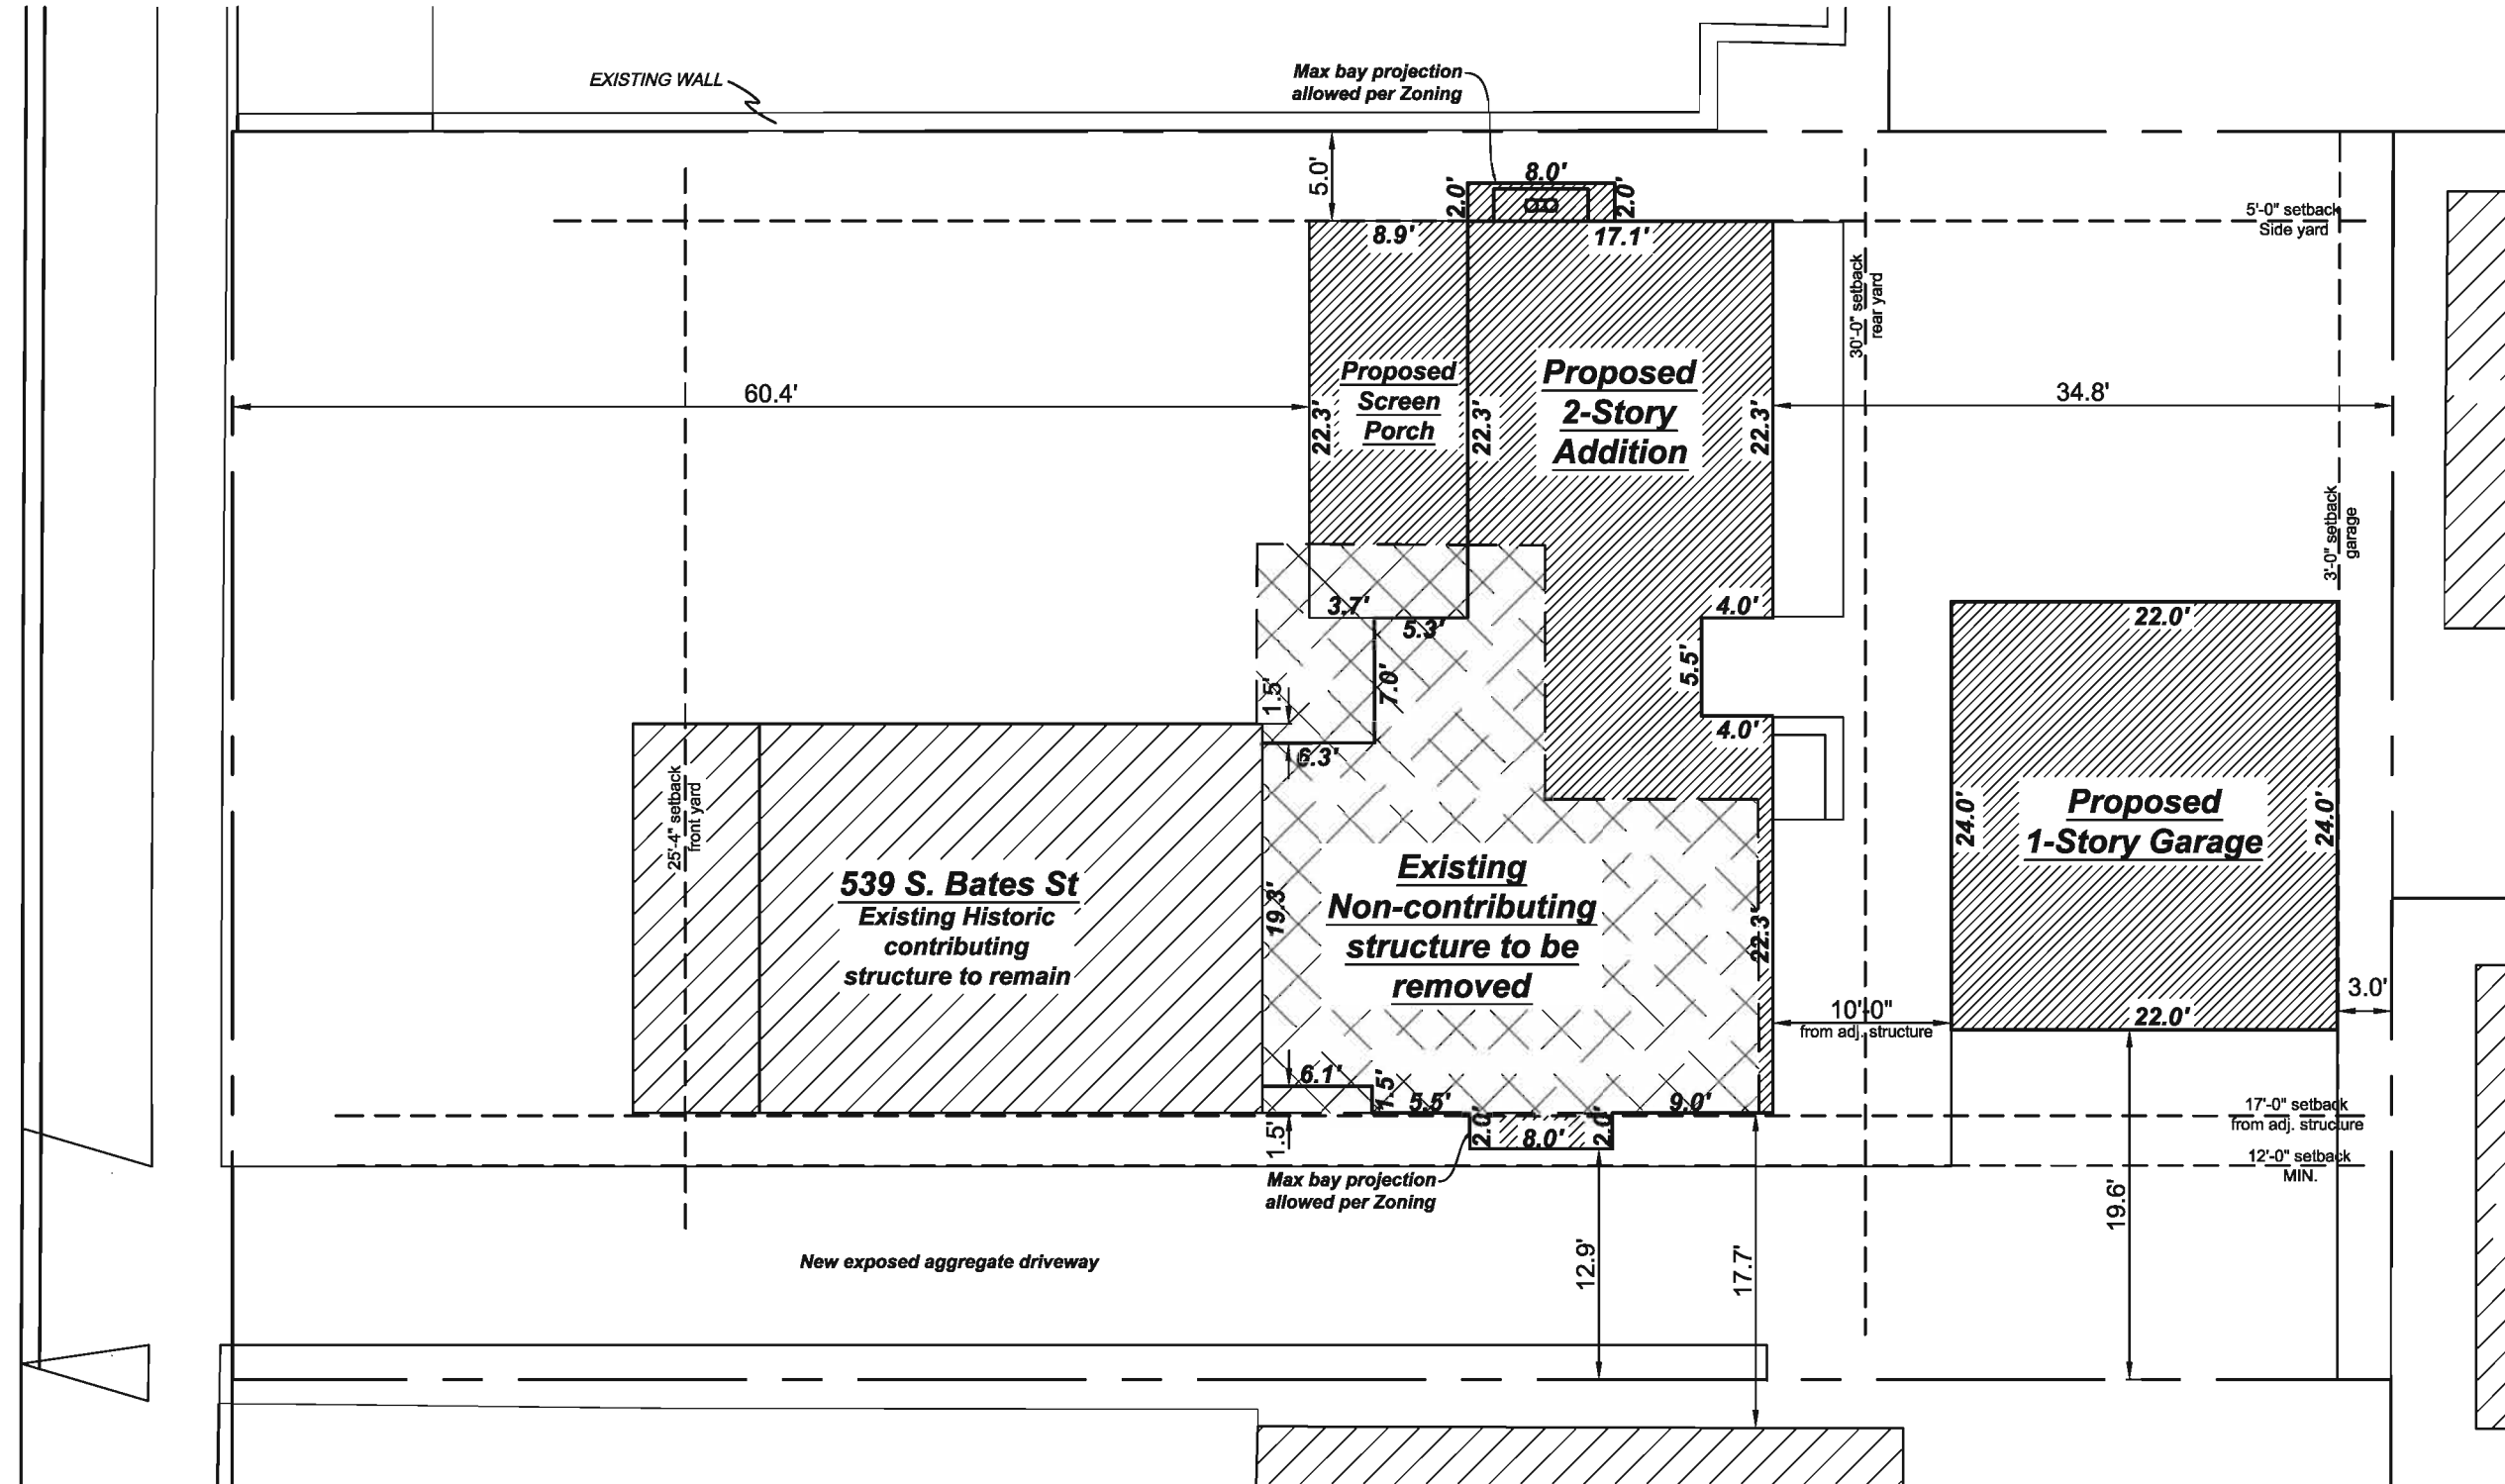 EXISTING WALL
Max bay projection
allowed per Zoning
5.0'
2.0'
8.0'
2.0'
5'-0" setback
Side yard
8.9'
17.1'
30'-0" setback
rear yard
60.4'
34.8'
Proposed
Screen
Porch
22.3'
22.3'
Proposed
2-Story
Addition
22.3'
3'-0" setback
garage
3.7'
5.3'
4.0'
7.0'
5.5'
1.5'
6.3'
4.0'
22.0'
25'-4" setback
front yard
539 S. Bates St
Existing Historic
contributing
structure to remain
19.3'
Existing
Non-contributing
structure to be
removed
22.3'
24.0'
Proposed
1-Story Garage
24.0'
22.0'
3.0'
10'-0"
from adj. structure
6.1'
1.5'
5.5'
9.0'
1.5'
2.0'
8.0'
2.0'
17'-0" setback
from adj. structure
12'-0" setback
MIN.
Max bay projection
allowed per Zoning
19.6'
12.9'
17.7'
New exposed aggregate driveway